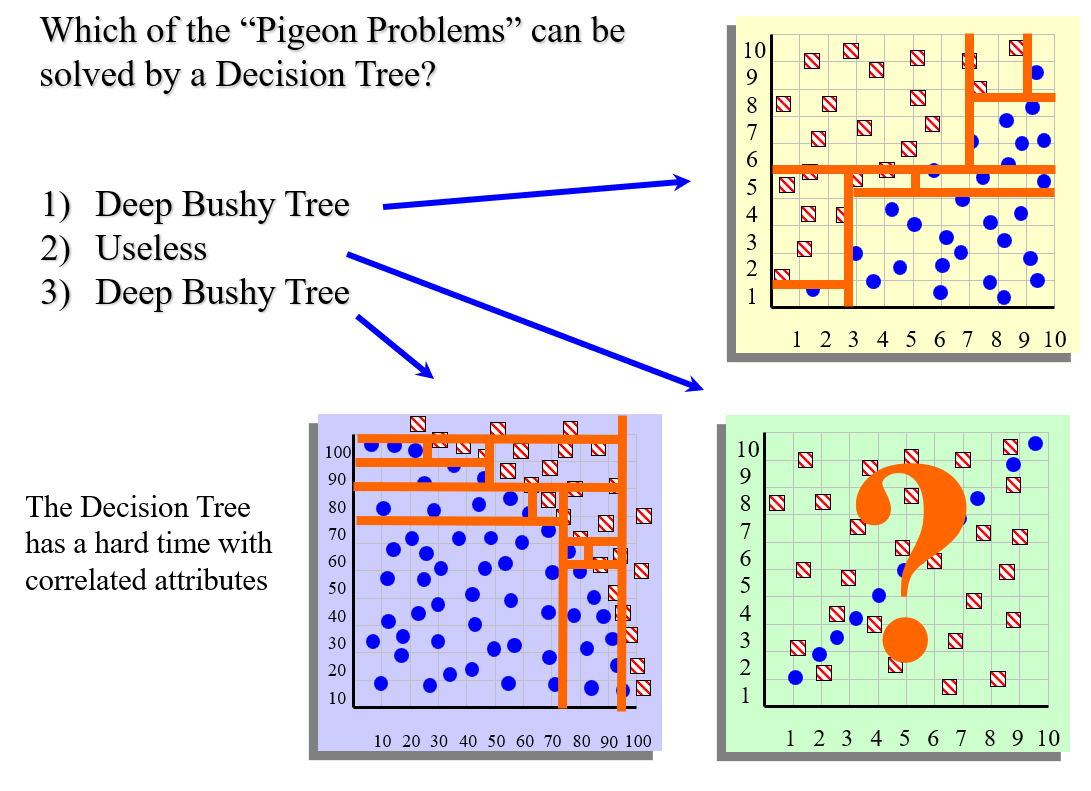 Which of the “Pigeon Problems” can be
solved by a Decision Tree?
1) Deep Bushy Tree
2) Useless
3) Deep Bushy Tree
The Decision Tree
has a hard time with
correlated attributes
10
9
8
7
6
5
4
3
2
1
1 2 3 4 5 6 7 8 9 10
100
90
80
70
60
50
40
30
20
10
10 20 30 40 50 60 70 80 90 100
10
9
8
7
6
5
4
3
2
1
1 2 3 4 5 6 7 8 9 10
?